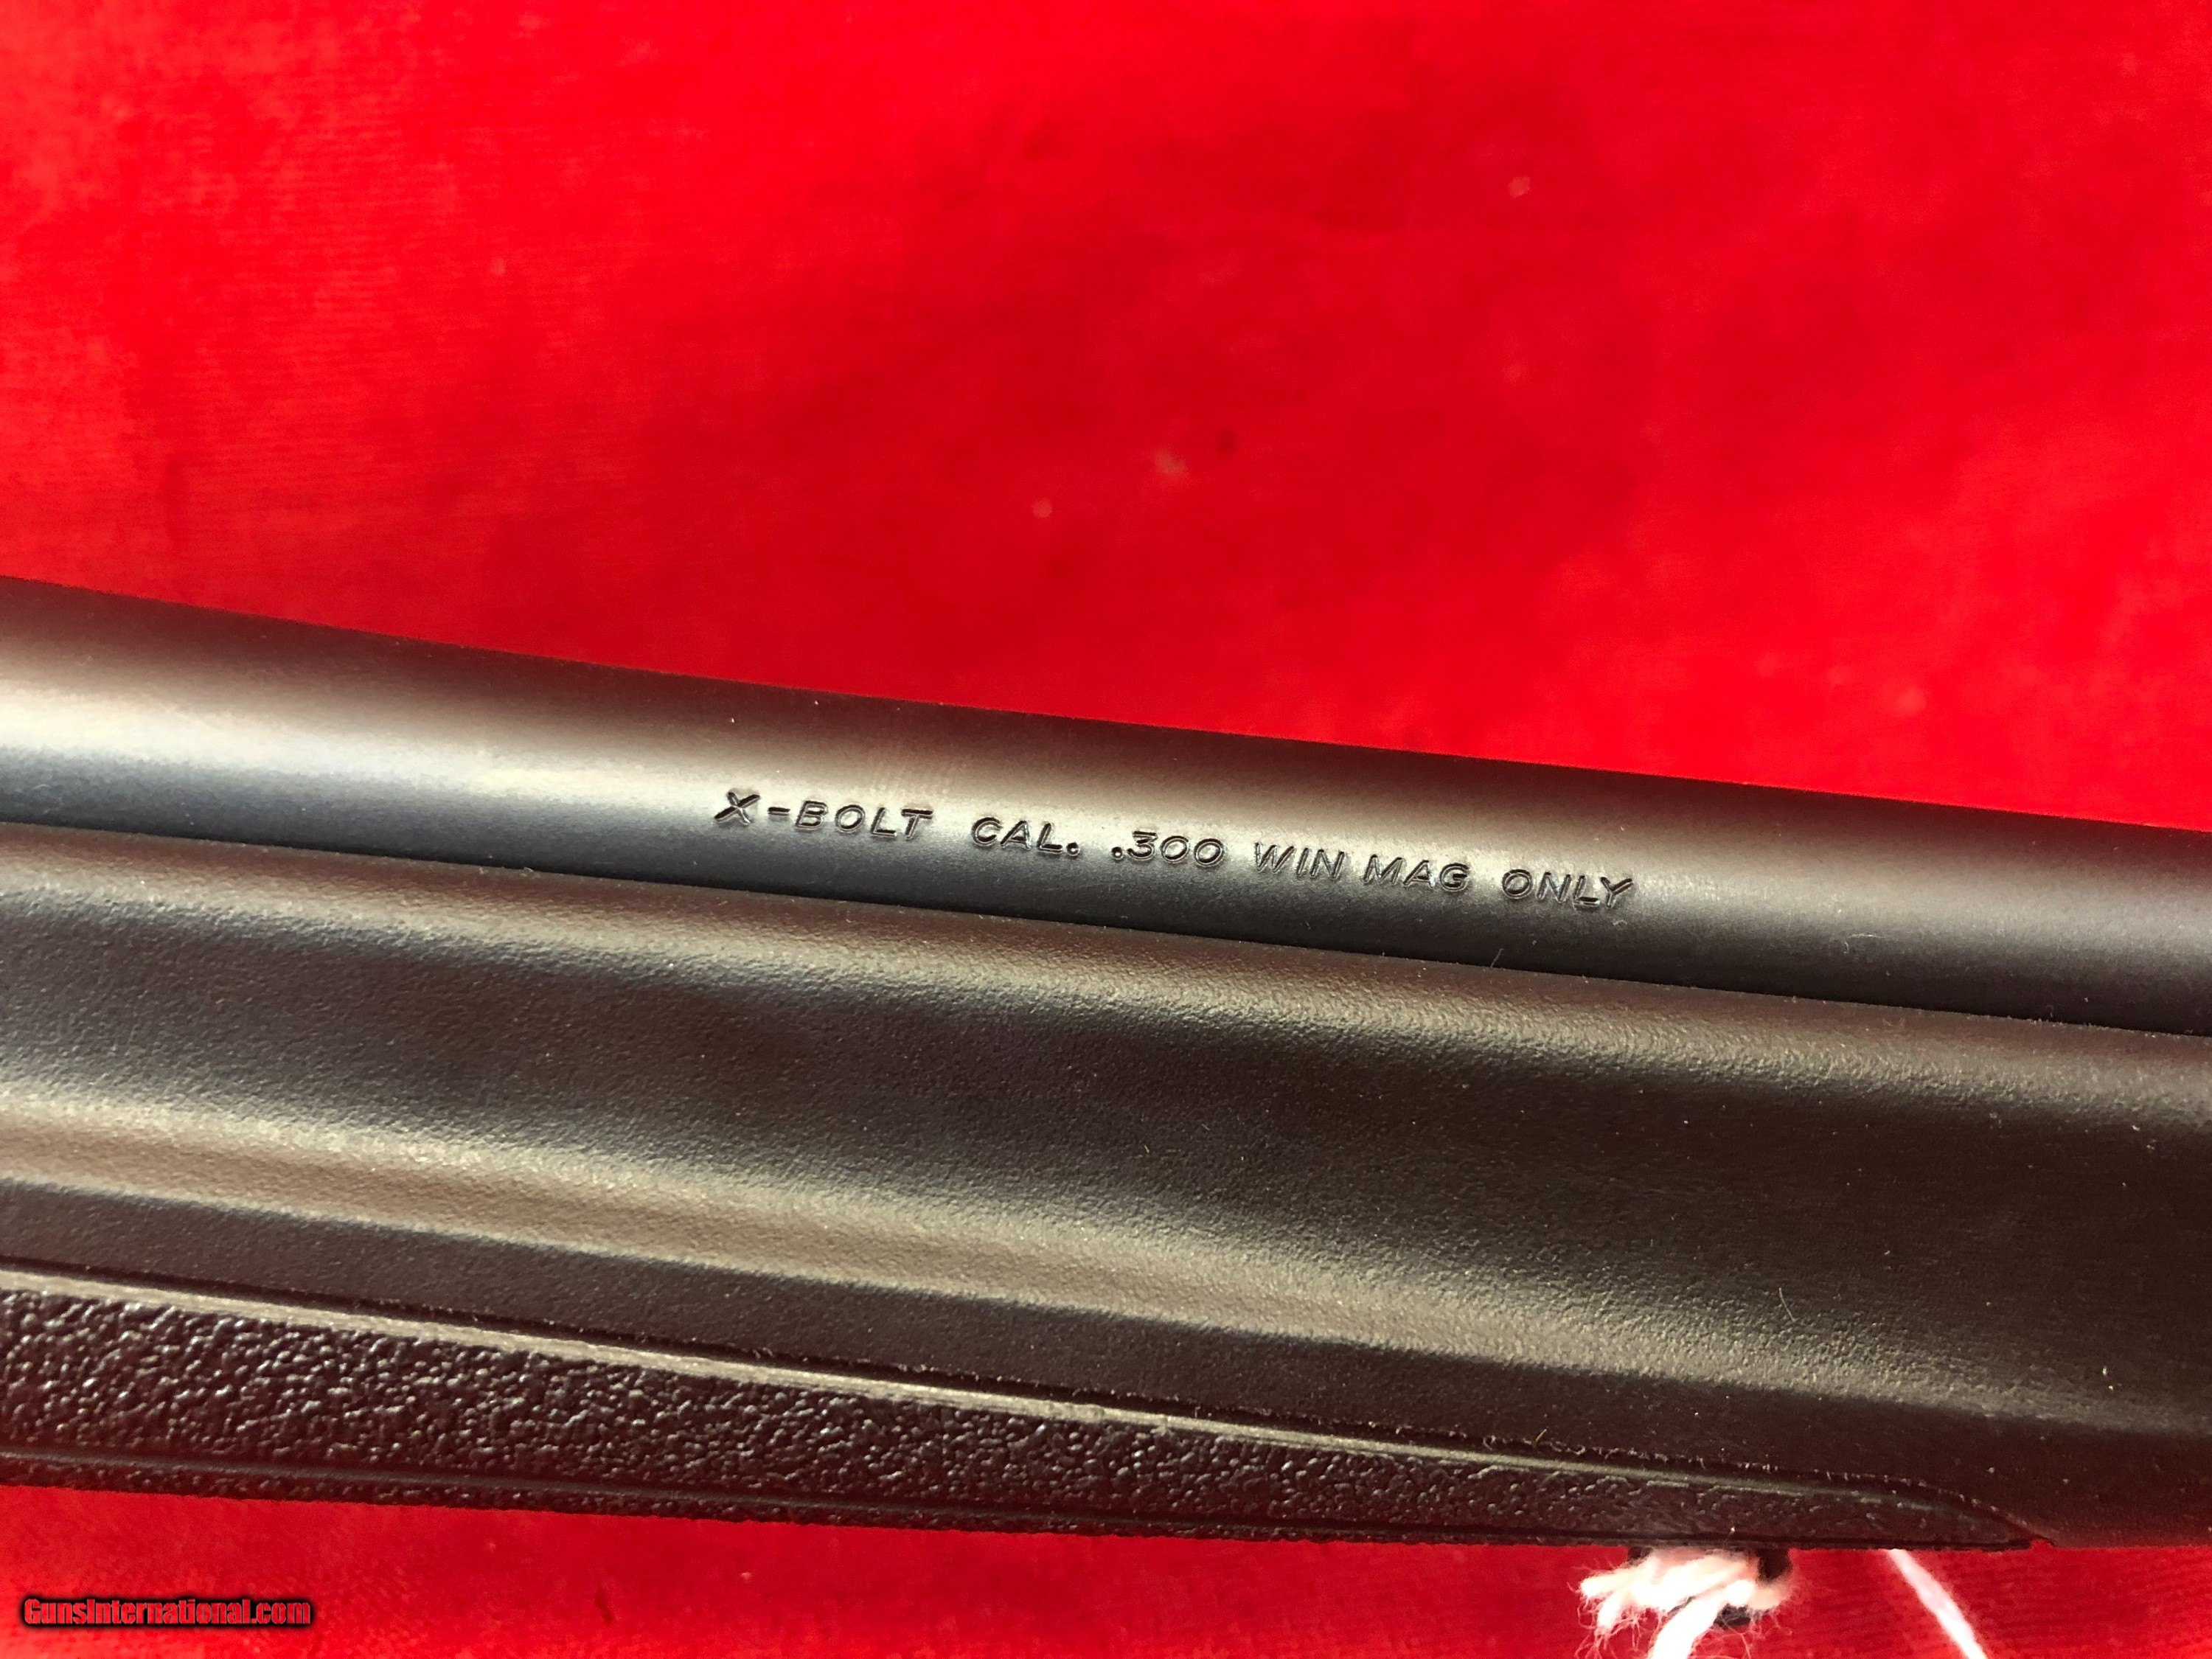 X-BOLT CAL. .300 WIN MAG ONLY
GunsInternational.com